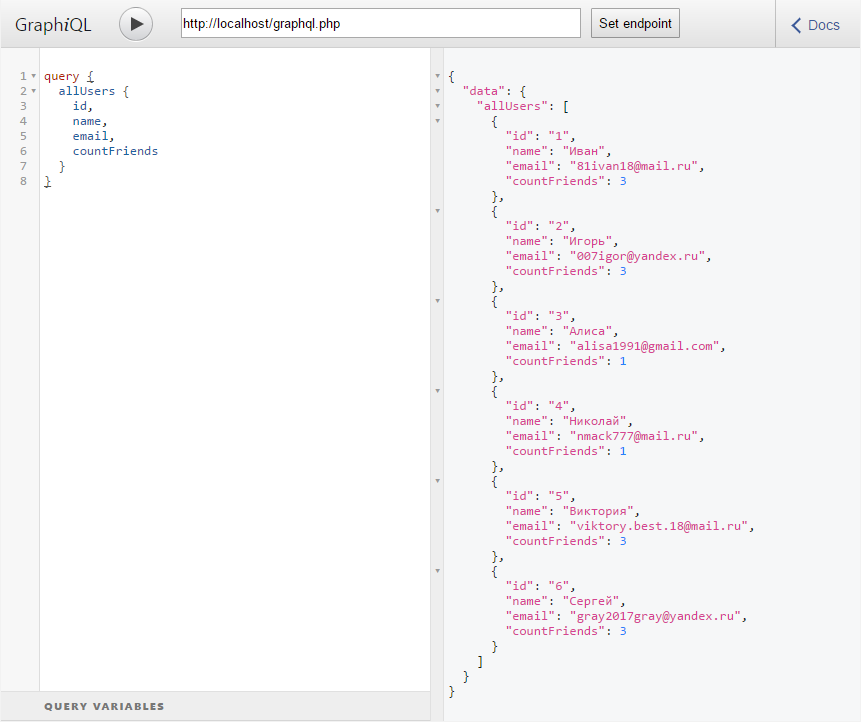 GraphiQL
http://localhost/graphql.php
Set endpoint
Docs
1 query {
2   allUsers {
3     id,
4     name,
5     email,
6     countFriends
7   }
8 }
{
  "data": {
    "allUsers": [
      {
        "id": "1",
        "name": "Иван",
        "email": "81ivan18@mail.ru",
        "countFriends": 3
      },
      {
        "id": "2",
        "name": "Игорь",
        "email": "007igor@yandex.ru",
        "countFriends": 3
      },
      {
        "id": "3",
        "name": "Алиса",
        "email": "alisa1991@gmail.com",
        "countFriends": 1
      },
      {
        "id": "4",
        "name": "Николай",
        "email": "nmack777@mail.ru",
        "countFriends": 1
      },
      {
        "id": "5",
        "name": "Виктория",
        "email": "viktory.best.18@mail.ru",
        "countFriends": 3
      },
      {
        "id": "6",
        "name": "Сергей",
        "email": "gray2017gray@yandex.ru",
        "countFriends": 3
      }
    ]
  }
}
QUERY VARIABLES